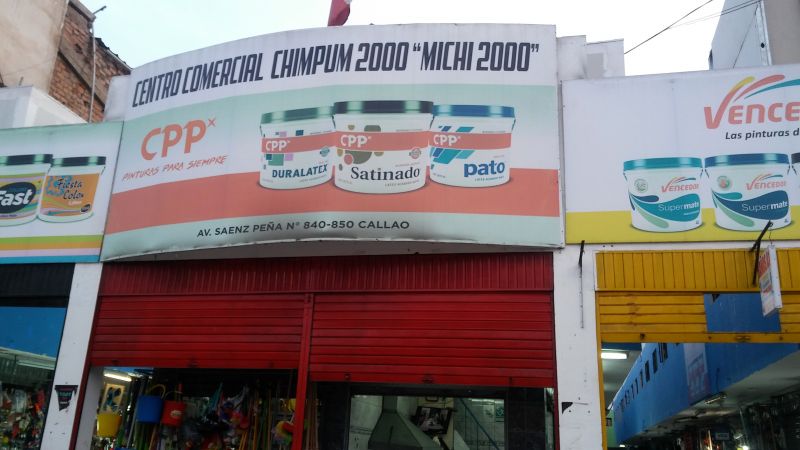 CENTRO COMERCIAL CHIMPUM 2000 "MICHI 2000"
CPP
PINTURAS PARA SIEMPRE
CPP
DURALATEX
CPP
Satinado
CPP
pato
AV. SAENZ PEÑA N° 840-850 CALLAO
Fast
Fiesta
Color
VENCEDO
Las pinturas d
VENCEDOR
Supermate
VENCEDOR
Supermate